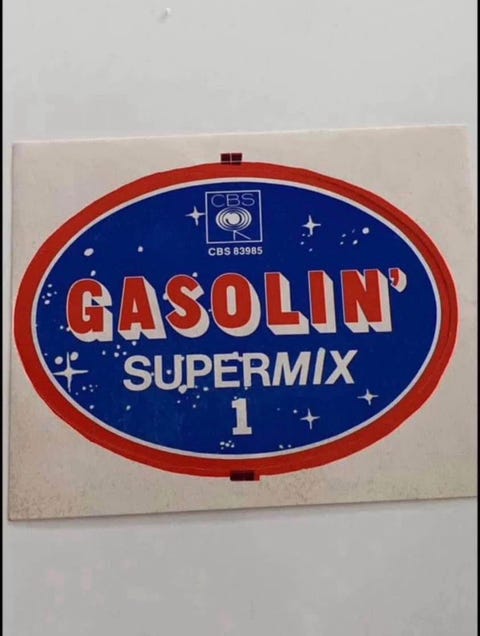 CBS
CBS 83985
GASOLIN'
SUPERMIX
1